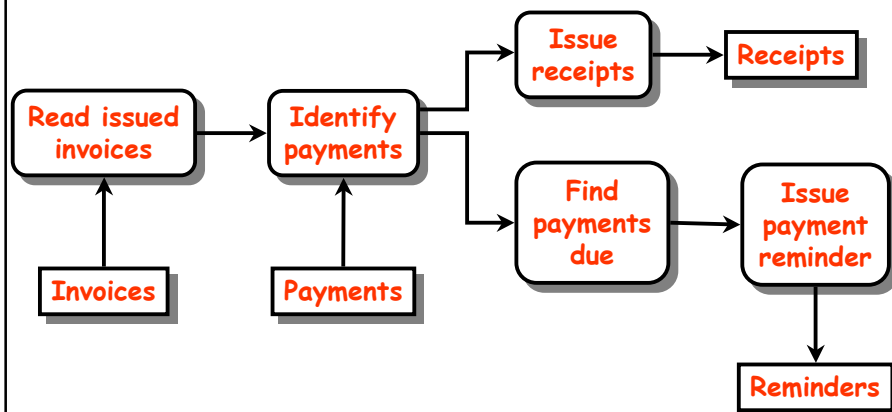 Issue
receipts
Receipts
Read issued
invoices
Identify
payments
Find
payments
due
Issue
payment
reminder
Invoices
Payments
Reminders